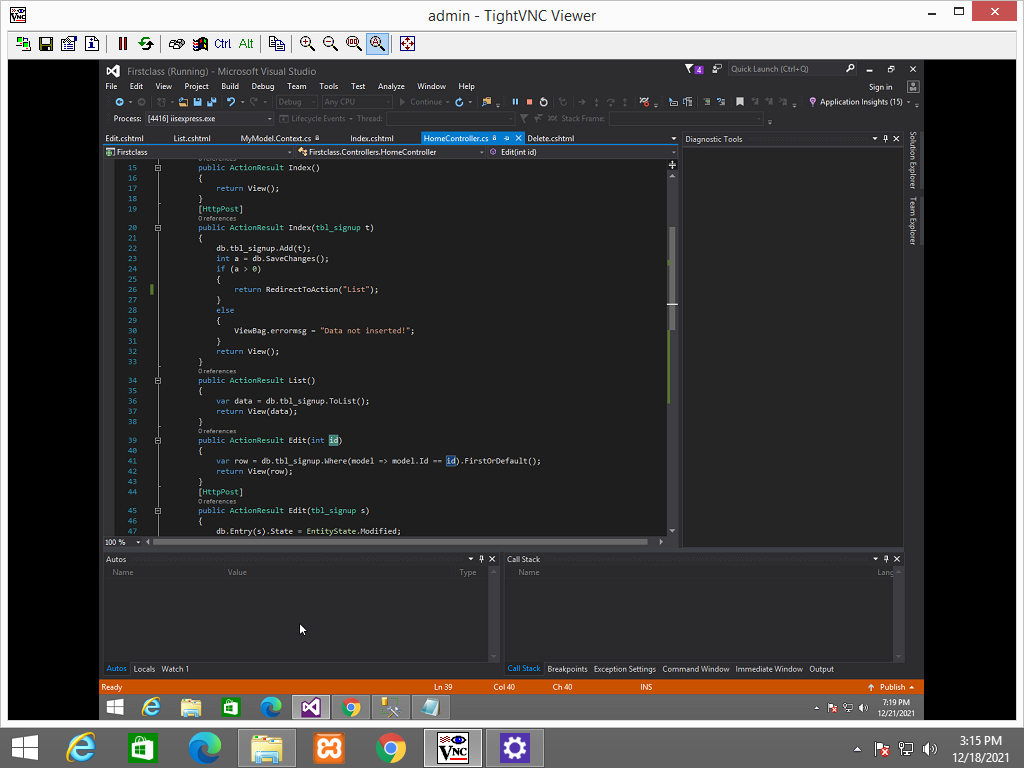 admin - TightVNC Viewer
Ctrl Alt
Firstclass (Running) - Microsoft Visual Studio
4
Quick Launch (Ctrl+Q)
File Edit View Project Build Debug Team Tools Test Analyze Window Help
Sign in
Debug Any CPU Continue Application Insights (15)
Process: [4416] iisexpress.exe Lifecycle Events Thread: Stack Frame:
Edit.cshtml List.cshtml MyModel.Context.cs Index.cshtml HomeController.cs Delete.cshtml
Diagnostic Tools
Firstclass Firstclass.Controllers.HomeController Edit(int id)
Solution Explorer
Team Explorer
0 references
15 public ActionResult Index()
16 {
17 return View();
18 }
19 [HttpPost]
0 references
20 public ActionResult Index(tbl_signup t)
21 {
22 db.tbl_signup.Add(t);
23 int a = db.SaveChanges();
24 if (a > 0)
25 {
26 return RedirectToAction("List");
27 }
28 else
29 {
30 ViewBag.errormsg = "Data not inserted!";
31 }
32 return View();
33 }
0 references
34 public ActionResult List()
35 {
36 var data = db.tbl_signup.ToList();
37 return View(data);
38 }
0 references
39 public ActionResult Edit(int id)
40 {
41 var row = db.tbl_signup.Where(model => model.Id == id).FirstOrDefault();
42 return View(row);
43 }
44 [HttpPost]
0 references
45 public ActionResult Edit(tbl_signup s)
46 {
47 db.Entry(s).State = EntityState.Modified;
100 %
Autos
Name Value Type
Call Stack
Name Lang
Autos Locals Watch 1
Call Stack Breakpoints Exception Settings Command Window Immediate Window Output
Ready Ln 39 Col 40 Ch 40 INS Publish
7:19 PM
12/21/2021
VNC
3:15 PM
12/18/2021